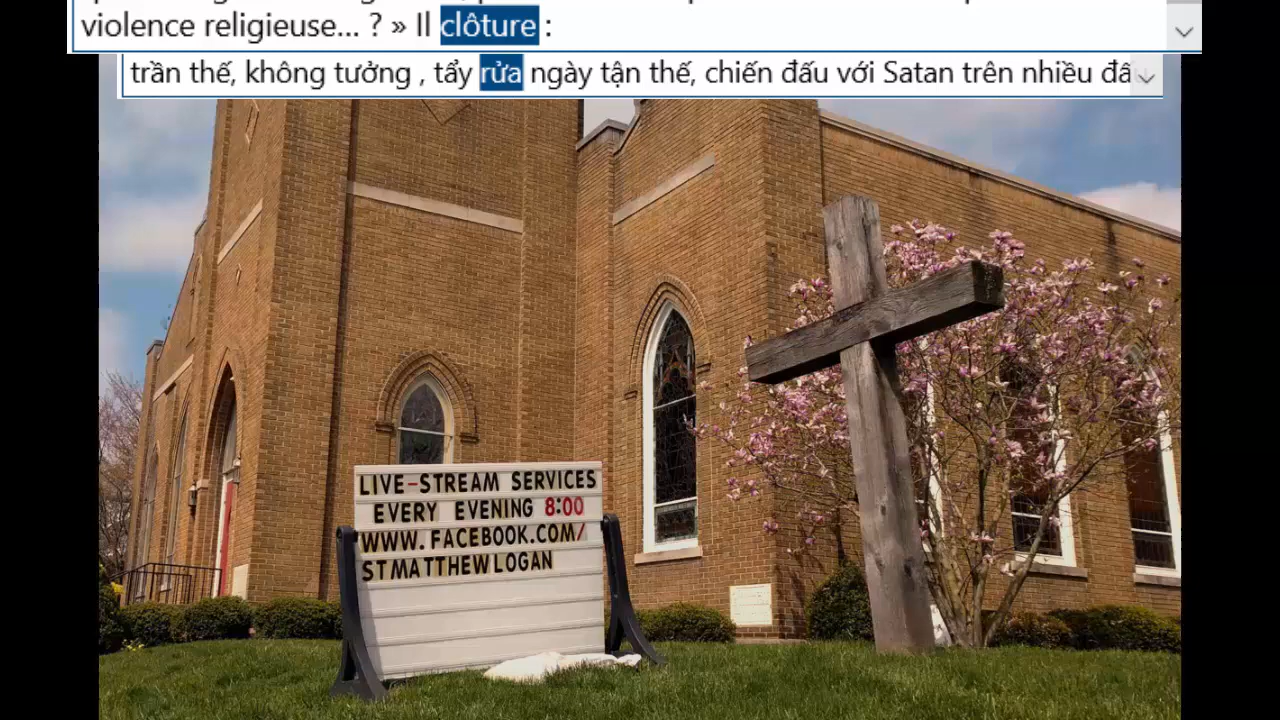 violence religieuse... ? » Il clôture :
trần thế, không tưởng , tẩy rửa ngày tận thế, chiến đấu với Satan trên nhiều
LIVE-STREAM SERVICES
EVERY EVENING 8:00
WWW.FACEBOOK.COM/
STMATTHEWLOGAN